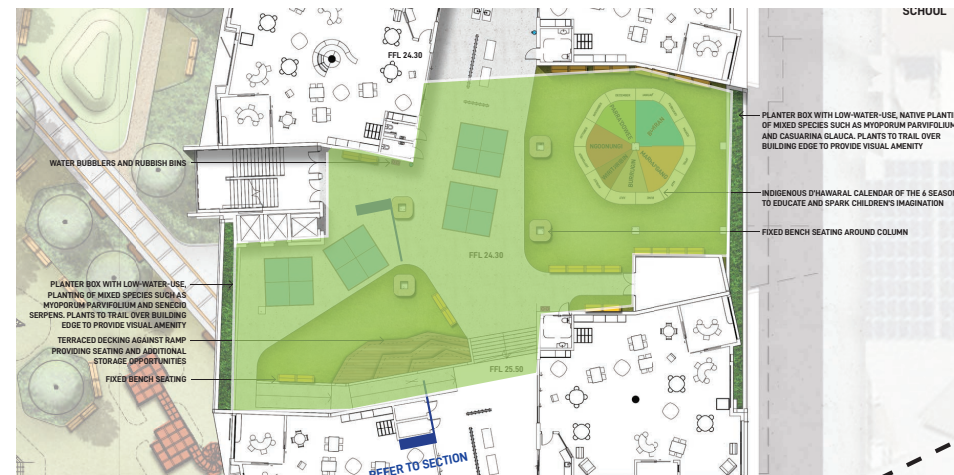 SCHOOL
FFL 24.30
PLANTER BOX WITH LOW-WATER-USE, NATIVE PLANTI
OF MIXED SPECIES SUCH AS MYOPORUM PARVIFOLIUM
AND CASUARINA GLAUCA. PLANTS TO TRAIL OVER
BUILDING EDGE TO PROVIDE VISUAL AMENITY
WATER BUBBLERS AND RUBBISH BINS
BURRAN
BURRUGIN
INDIGENOUS D'HAWARAL CALENDAR OF THE 6 SEASON
TO EDUCATE AND SPARK CHILDREN'S IMAGINATION
FIXED BENCH SEATING AROUND COLUMN
FFL 24.30
PLANTER BOX WITH LOW-WATER-USE,
PLANTING OF MIXED SPECIES SUCH AS
MYOPORUM PARVIFOLIUM AND SENECIO
SERPENS. PLANTS TO TRAIL OVER BUILDING
EDGE TO PROVIDE VISUAL AMENITY
TERRACED DECKING AGAINST RAMP
PROVIDING SEATING AND ADDITIONAL
STORAGE OPPORTUNITIES
FIXED BENCH SEATING
FFL 25.50
REFER TO SECTION